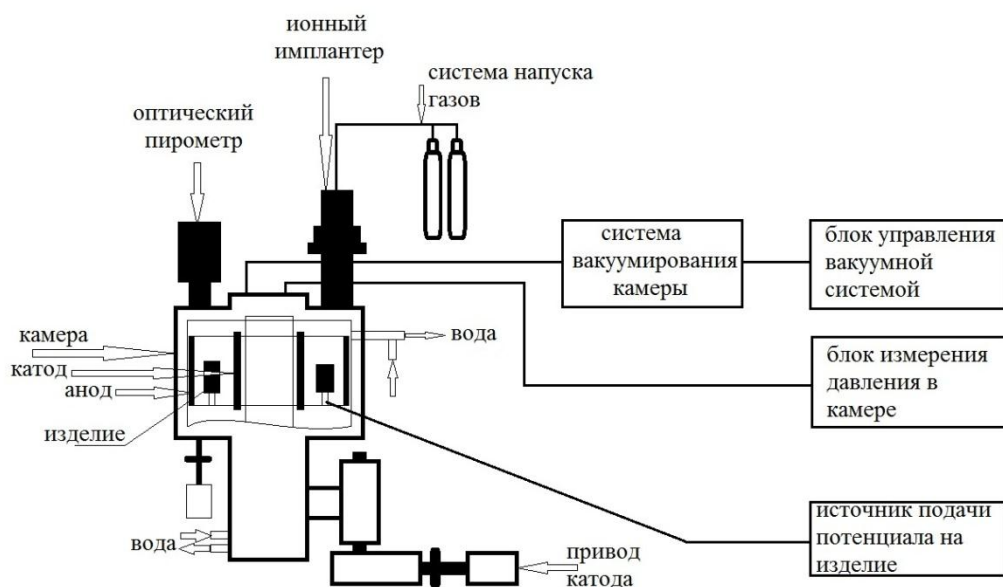 ионный
имплантер
система напуска
газов
оптический
пирометр
система
вакуумирования
камеры
блок управления
вакуумной
системой
вода
камера
катод
анод
изделие
блок измерения
давления в
камере
источник подачи
потенциала на
изделие
вода
привод
катода